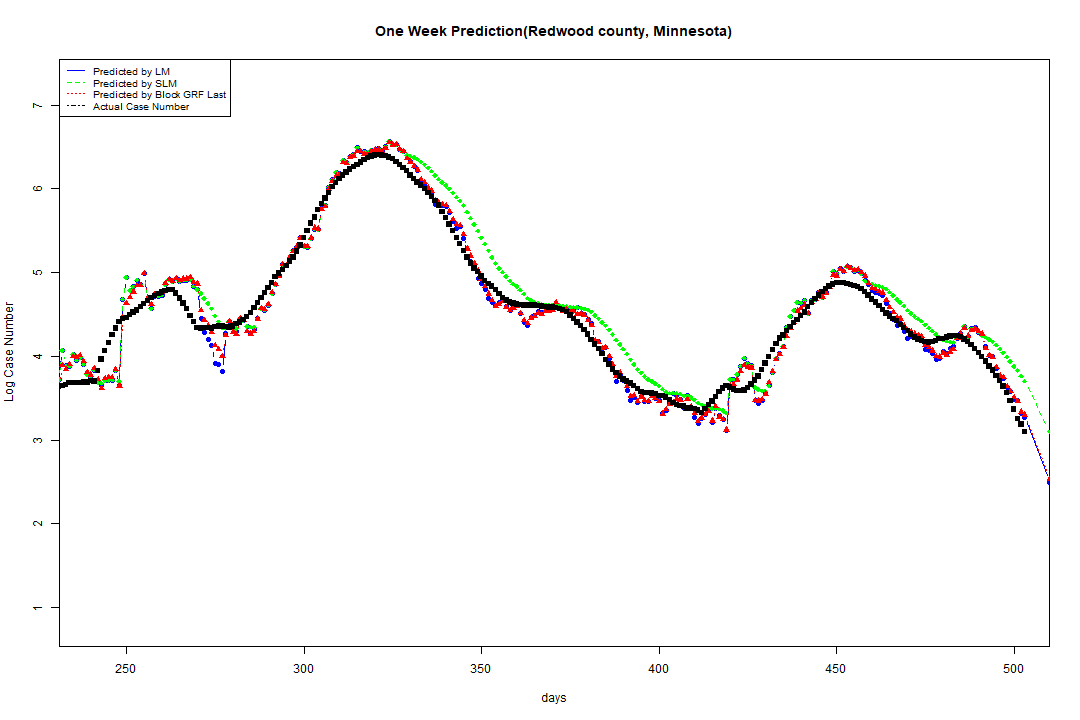 One Week Prediction(Redwood county, Minnesota)
Predicted by LM
Predicted by SLM
Predicted by Block GRF Last
Actual Case Number
7
6
5
4
3
2
1
Log Case Number
250 300 350 400 450 500
days